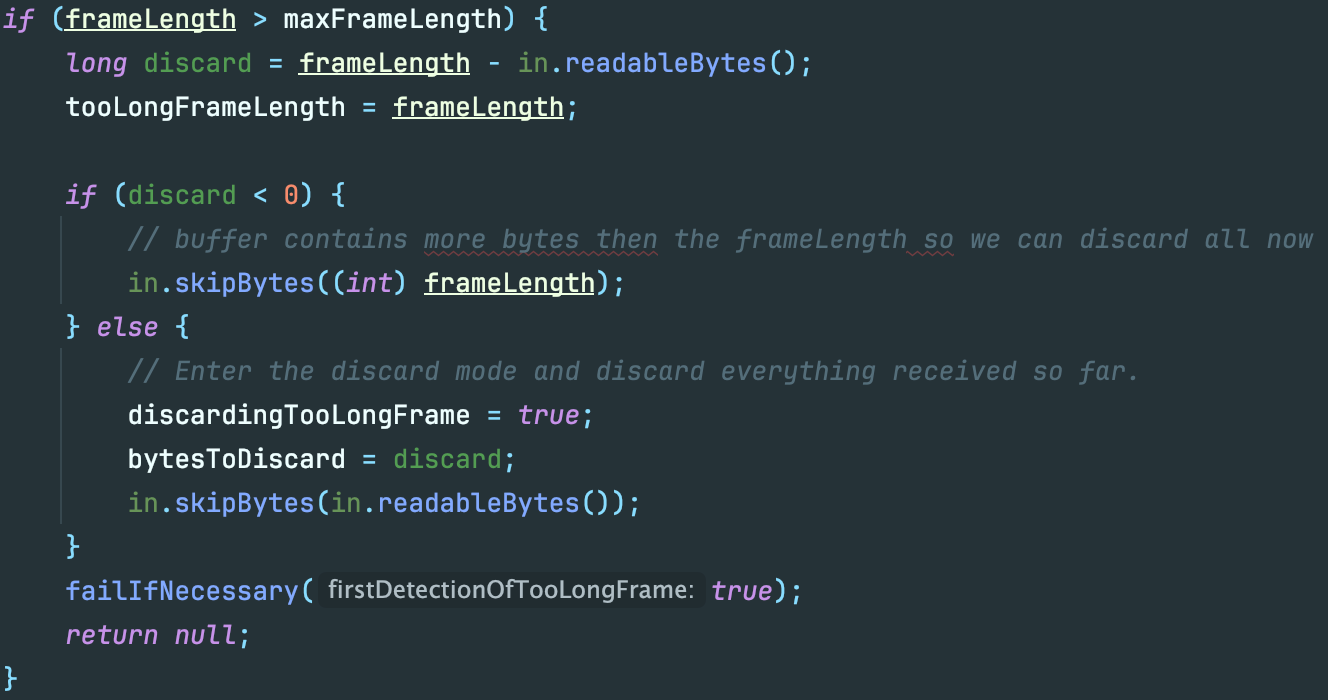 if (frameLength > maxFrameLength) {
    long discard = frameLength - in.readableBytes();
    tooLongFrameLength = frameLength;

    if (discard < 0) {
        // buffer contains more bytes then the frameLength so we can discard all now
        in.skipBytes((int) frameLength);
    } else {
        // Enter the discard mode and discard everything received so far.
        discardingTooLongFrame = true;
        bytesToDiscard = discard;
        in.skipBytes(in.readableBytes());
    }
    failIfNecessary( firstDetectionOfTooLongFrame: true);
    return null;
}